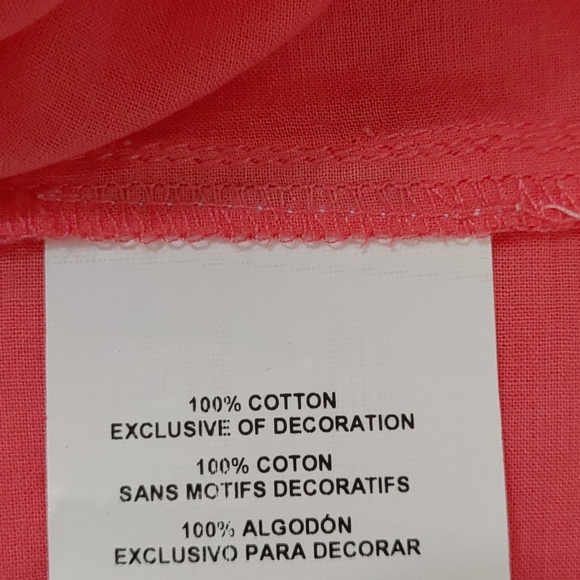 100% COTTON
EXCLUSIVE OF DECORATION
100% COTON
SANS MOTIFS DECORATIFS
100% ALGODÓN
EXCLUSIVO PARA DECORAR